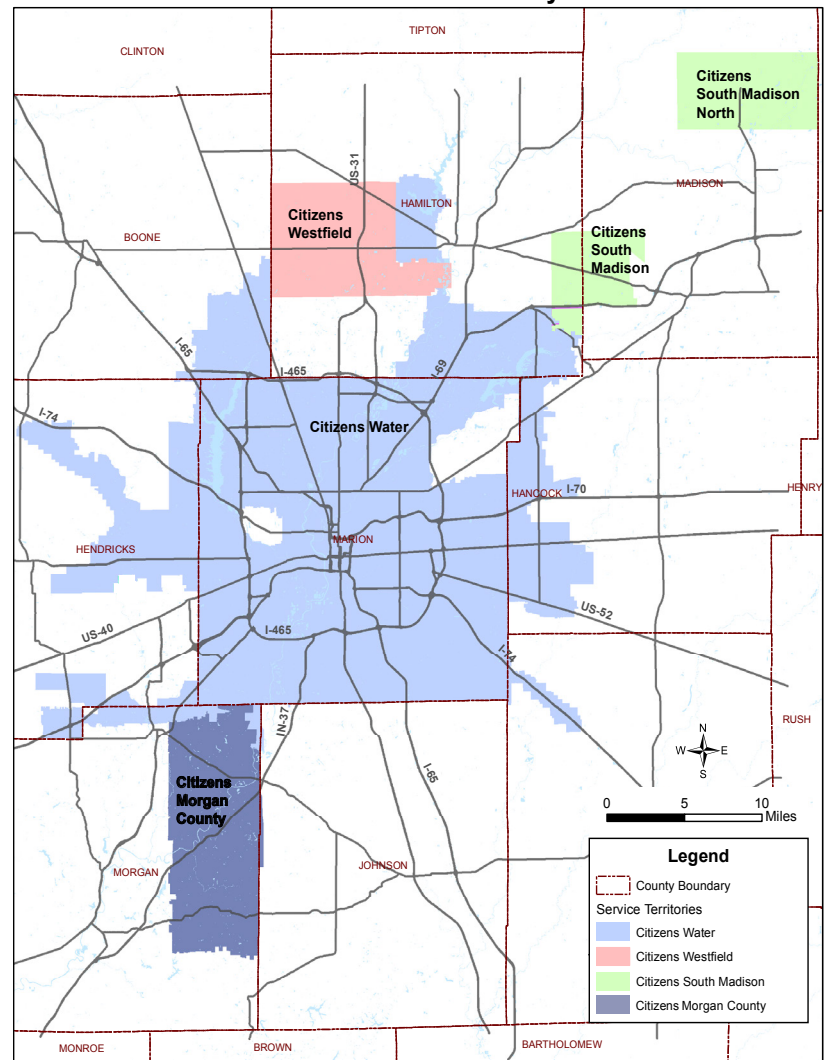 TIPTON
CLINTON
Citizens
South Madison
North
US-31
MADISON
HAMILTON
Citizens
Westfield
Citizens
South
Madison
BOONE
I-65
I-465
I-69
I-74
Citizens Water
HANCOCK
I-70
HENRY
MARION
HENDRICKS
US-52
US-40
I-465
I-74
IN-37
RUSH
N
W
E
S
I-65
Citizens
Morgan
County
0
5
10
Miles
MORGAN
JOHNSON
Legend
County Boundary
Service Territories
Citizens Water
Citizens Westfield
Citizens South Madison
Citizens Morgan County
MONROE
BROWN
BARTHOLOMEW